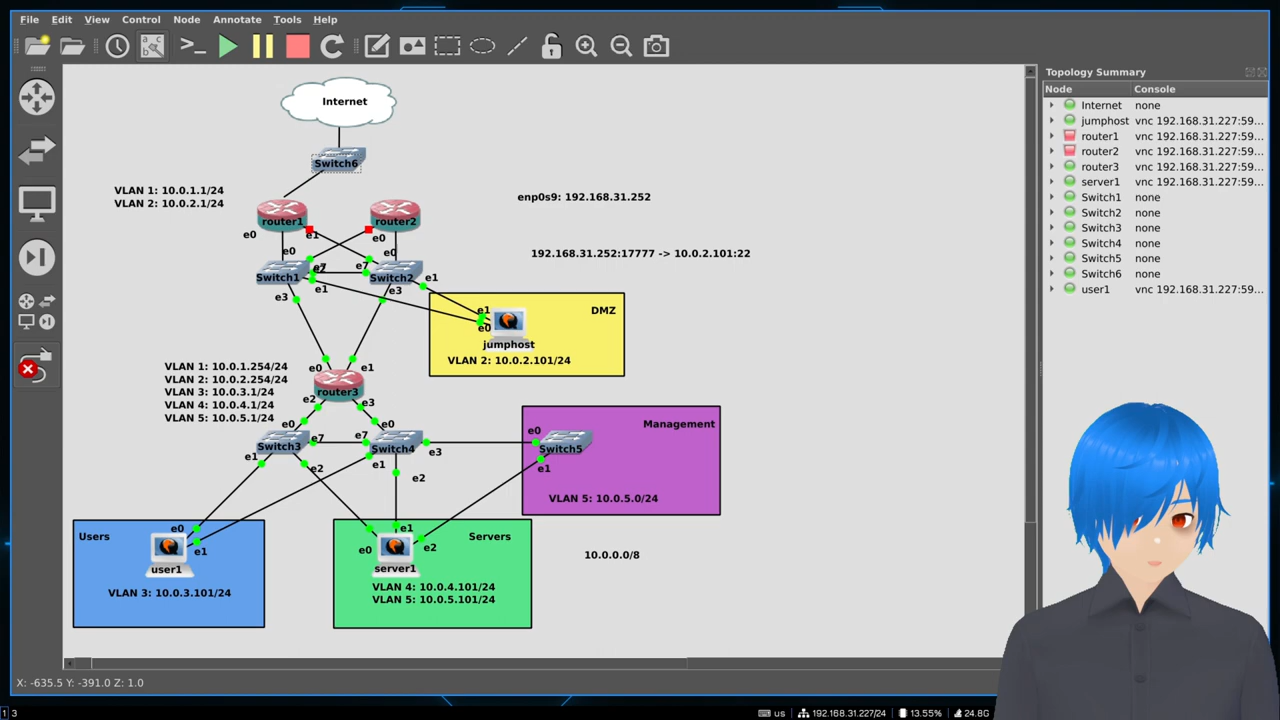 File Edit View Control Node Annotate Tools Help
Topology Summary
Node Console
Internet none
jumphost vnc 192.168.31.227:59...
router1 vnc 192.168.31.227:59...
router2 vnc 192.168.31.227:59...
router3 vnc 192.168.31.227:59...
server1 vnc 192.168.31.227:59...
Switch1 none
Switch2 none
Switch3 none
Switch4 none
Switch5 none
Switch6 none
user1 vnc 192.168.31.227:59...
Internet
Switch6
VLAN 1: 10.0.1.1/24
VLAN 2: 10.0.2.1/24
enp0s9: 192.168.31.252
router1 router2
e0 e1 e0
e0 e0
192.168.31.252:17777 -> 10.0.2.101:22
Switch1 e7 Switch2 e1
e3 e1 e3
DMZ
e1
e0
jumphost
VLAN 2: 10.0.2.101/24
VLAN 1: 10.0.1.254/24
VLAN 2: 10.0.2.254/24
VLAN 3: 10.0.3.1/24
VLAN 4: 10.0.4.1/24
VLAN 5: 10.0.5.1/24
e0 e1
router3
e2 e3
e0 e0
Switch3 e7 e7 Switch4 e3
e1 e2 e1 e2
Management
e0
Switch5
e1
VLAN 5: 10.0.5.0/24
Users
e0
e1
user1
VLAN 3: 10.0.3.101/24
Servers
e1
e0 e2
server1
VLAN 4: 10.0.4.101/24
VLAN 5: 10.0.5.101/24
10.0.0.0/8
X: -635.5 Y: -391.0 Z: 1.0
1 3 us 192.168.31.227/24 13.55% 24.8G